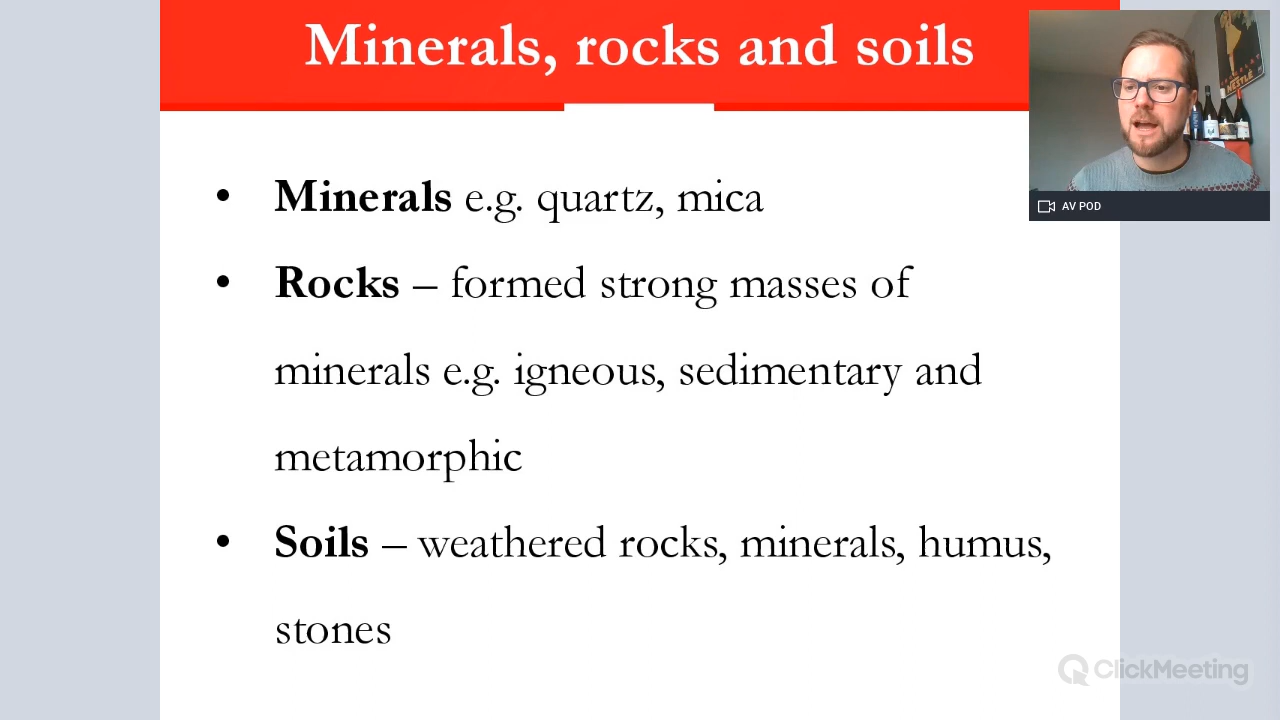 Minerals, rocks and soils
• Minerals e.g. quartz, mica
• Rocks – formed strong masses of
minerals e.g. igneous, sedimentary and
metamorphic
• Soils – weathered rocks, minerals, humus,
stones
NESTLÉ
AV POD
ClickMeeting